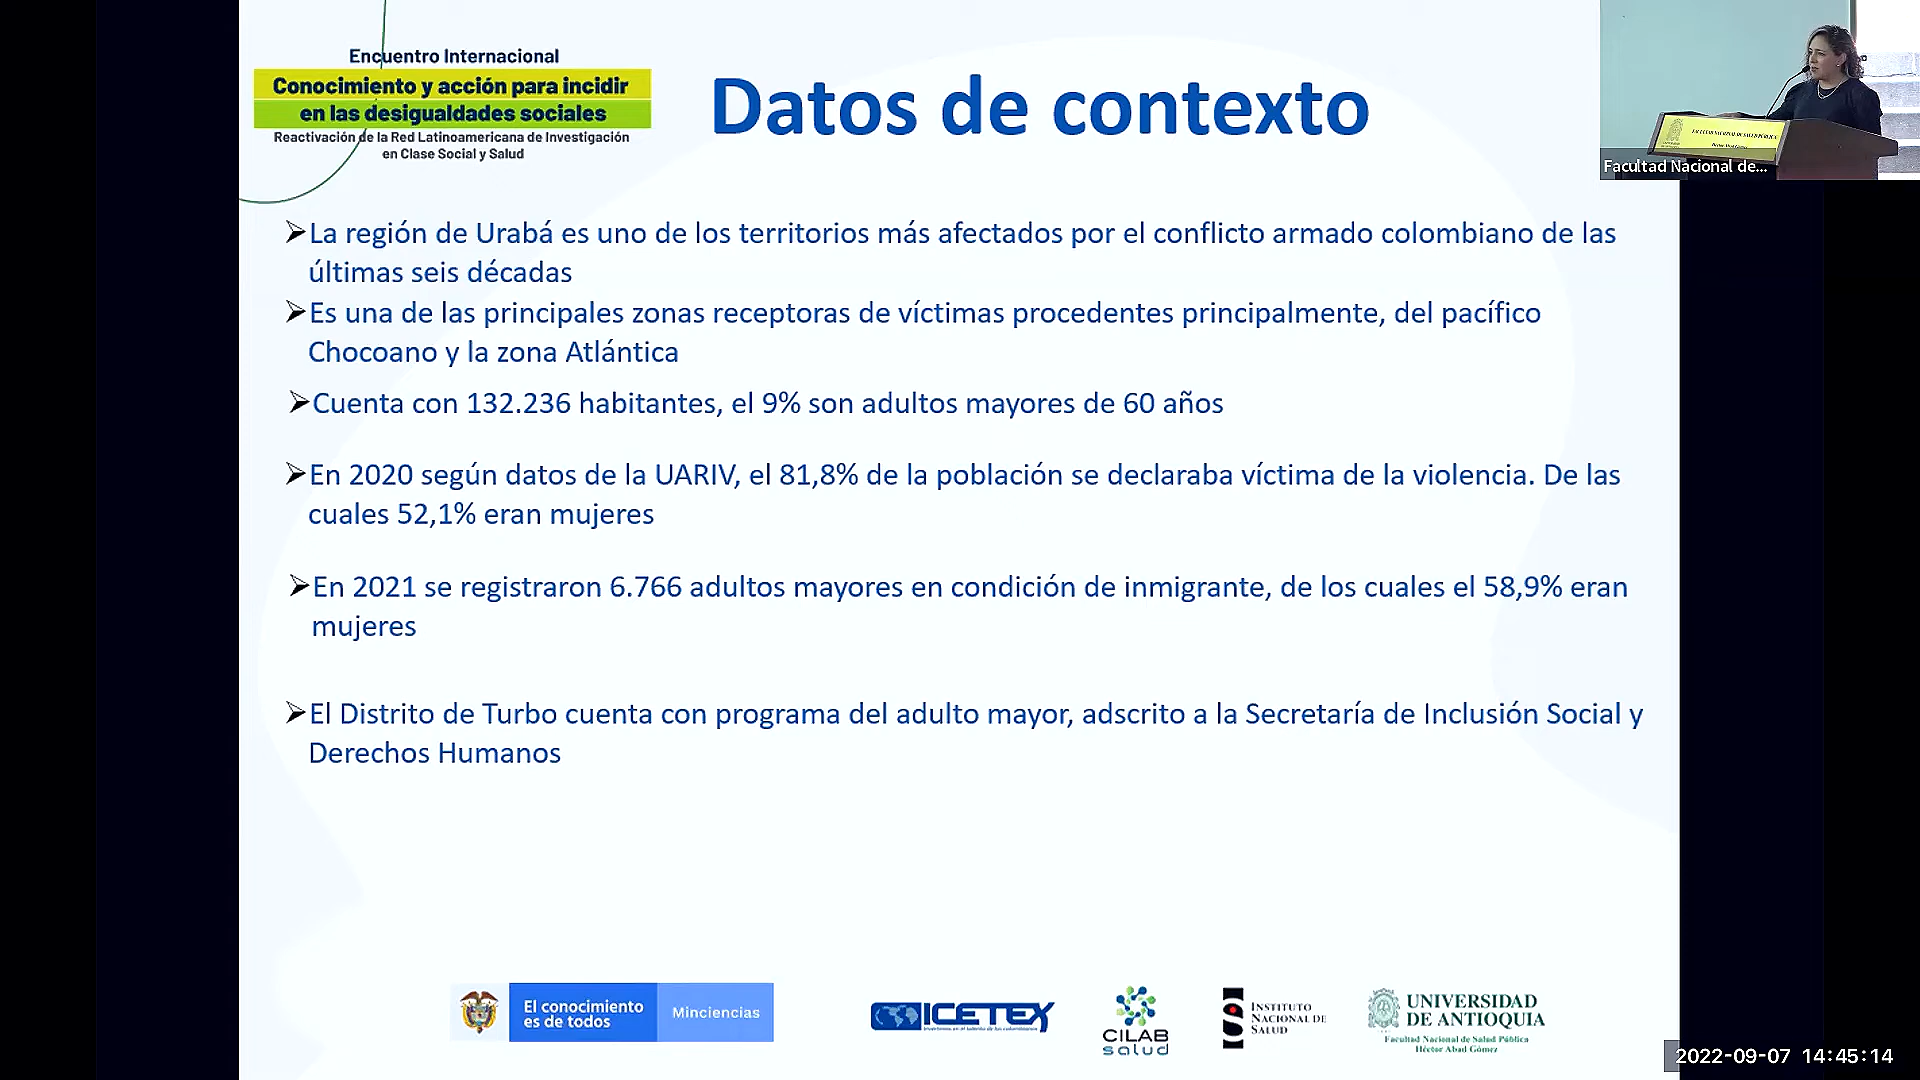 Encuentro Internacional
Conocimiento y acción para incidir
en las desigualdades sociales
Reactivación de la Red Latinoamericana de Investigación
en Clase Social y Salud
Datos de contexto
FACULTAD NACIONAL DE SALUD PÚBLICA
Héctor Abad Gómez
Facultad Nacional de...
➢La región de Urabá es uno de los territorios más afectados por el conflicto armado colombiano de las
últimas seis décadas
➢Es una de las principales zonas receptoras de víctimas procedentes principalmente, del pacífico
Chocoano y la zona Atlántica
➢Cuenta con 132.236 habitantes, el 9% son adultos mayores de 60 años
➢En 2020 según datos de la UARIV, el 81,8% de la población se declaraba víctima de la violencia. De las
cuales 52,1% eran mujeres
➢En 2021 se registraron 6.766 adultos mayores en condición de inmigrante, de los cuales el 58,9% eran
mujeres
➢El Distrito de Turbo cuenta con programa del adulto mayor, adscrito a la Secretaría de Inclusión Social y
Derechos Humanos
El conocimiento
es de todos
Minciencias
ICETEX
CILAB
salud
INSTITUTO
NACIONAL DE
SALUD
UNIVERSIDAD
DE ANTIOQUIA
Facultad Nacional de Salud Pública
Héctor Abad Gómez
2022-09-07 14:45:14